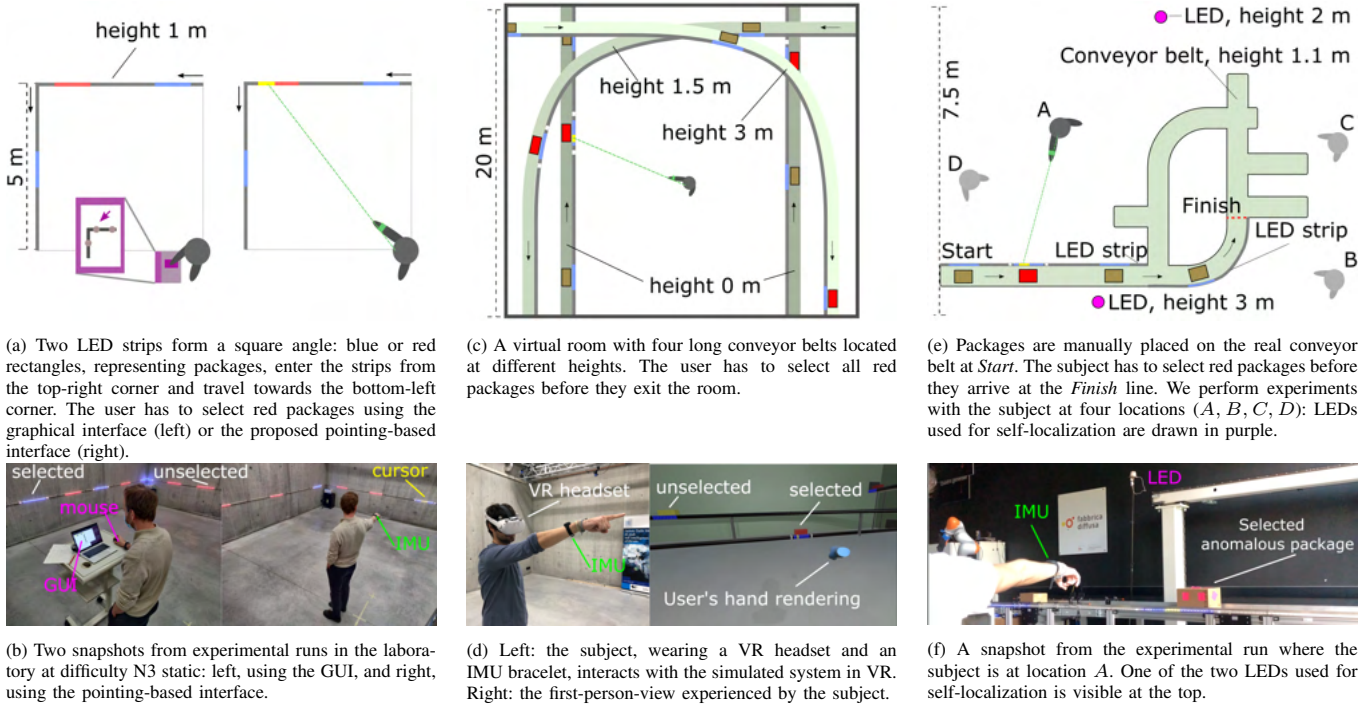 height 1 m
5 m
(a) Two LED strips form a square angle: blue or red
rectangles, representing packages, enter the strips from
the top-right corner and travel towards the bottom-left
corner. The user has to select red packages using the
graphical interface (left) or the proposed pointing-based
interface (right).
selected
unselected
cursor
mouse
IMU
GUI
(b) Two snapshots from experimental runs in the labora-
tory at difficulty N3 static: left, using the GUI, and right,
using the pointing-based interface.
20 m
height 1.5 m
height 3 m
height 0 m
(c) A virtual room with four long conveyor belts located
at different heights. The user has to select all red
packages before they exit the room.
VR headset
IMU
unselected
selected
User's hand rendering
(d) Left: the subject, wearing a VR headset and an
IMU bracelet, interacts with the simulated system in VR.
Right: the first-person-view experienced by the subject.
7.5 m
LED, height 2 m
Conveyor belt, height 1.1 m
A
C
D
Finish
Start
LED strip
LED strip
B
LED, height 3 m
(e) Packages are manually placed on the real conveyor
belt at Start. The subject has to select red packages before
they arrive at the Finish line. We perform experiments
with the subject at four locations (A, B, C, D): LEDs
used for self-localization are drawn in purple.
LED
IMU
fabbrica
diffusa
Selected
anomalous package
(f) A snapshot from the experimental run where the
subject is at location A. One of the two LEDs used for
self-localization is visible at the top.